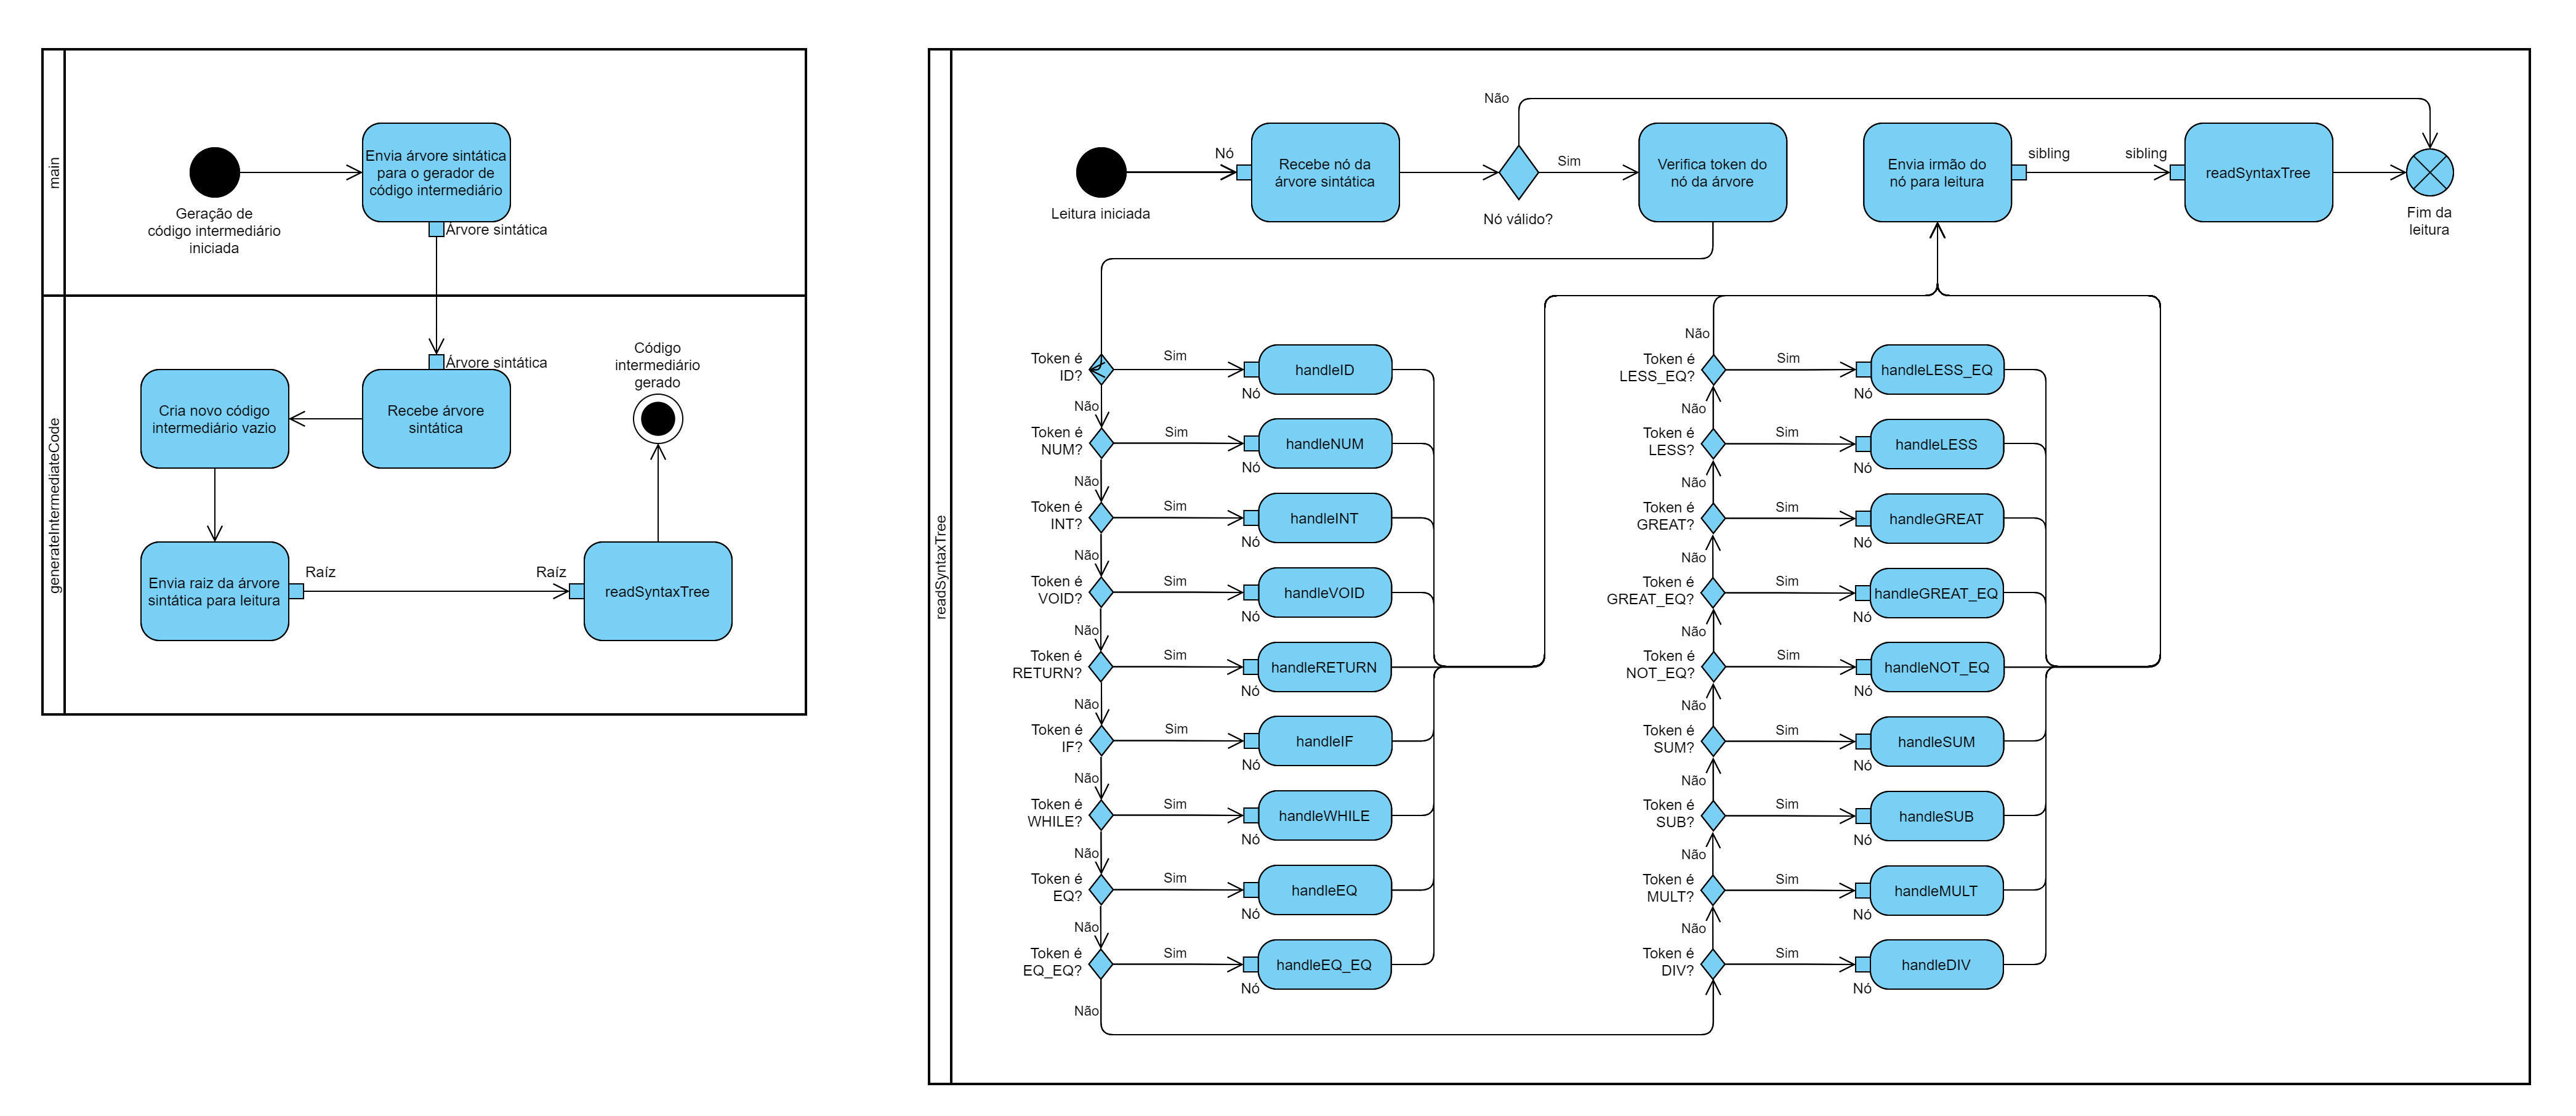 main
Envia árvore sintática
para o gerador de
código intermediário
Geração de
código intermediário
iniciada
Árvore sintática
generateIntermediateCode
Árvore sintática
Recebe árvore
sintática
Cria novo código
intermediário vazio
Código
intermediário
gerado
Envia raiz da árvore
sintática para leitura
Raíz
Raíz
readSyntaxTree
readSyntaxTree
Leitura iniciada
Nó
Recebe nó da
árvore sintática
Não
Sim
Nó válido?
Verifica token do
nó da árvore
Envia irmão do
nó para leitura
sibling
sibling
readSyntaxTree
Fim da
leitura
Token é
ID?
Sim
Nó
handleID
Não
Token é
NUM?
Sim
Nó
handleNUM
Não
Token é
INT?
Sim
Nó
handleINT
Não
Token é
VOID?
Sim
Nó
handleVOID
Não
Token é
RETURN?
Sim
Nó
handleRETURN
Não
Token é
IF?
Sim
Nó
handleIF
Não
Token é
WHILE?
Sim
Nó
handleWHILE
Não
Token é
EQ?
Sim
Nó
handleEQ
Não
Token é
EQ_EQ?
Sim
Nó
handleEQ_EQ
Não
Não
Token é
LESS_EQ?
Sim
Nó
handleLESS_EQ
Não
Token é
LESS?
Sim
Nó
handleLESS
Não
Token é
GREAT?
Sim
Nó
handleGREAT
Não
Token é
GREAT_EQ?
Sim
Nó
handleGREAT_EQ
Não
Token é
NOT_EQ?
Sim
Nó
handleNOT_EQ
Não
Token é
SUM?
Sim
Nó
handleSUM
Não
Token é
SUB?
Sim
Nó
handleSUB
Não
Token é
MULT?
Sim
Nó
handleMULT
Não
Token é
DIV?
Sim
Nó
handleDIV